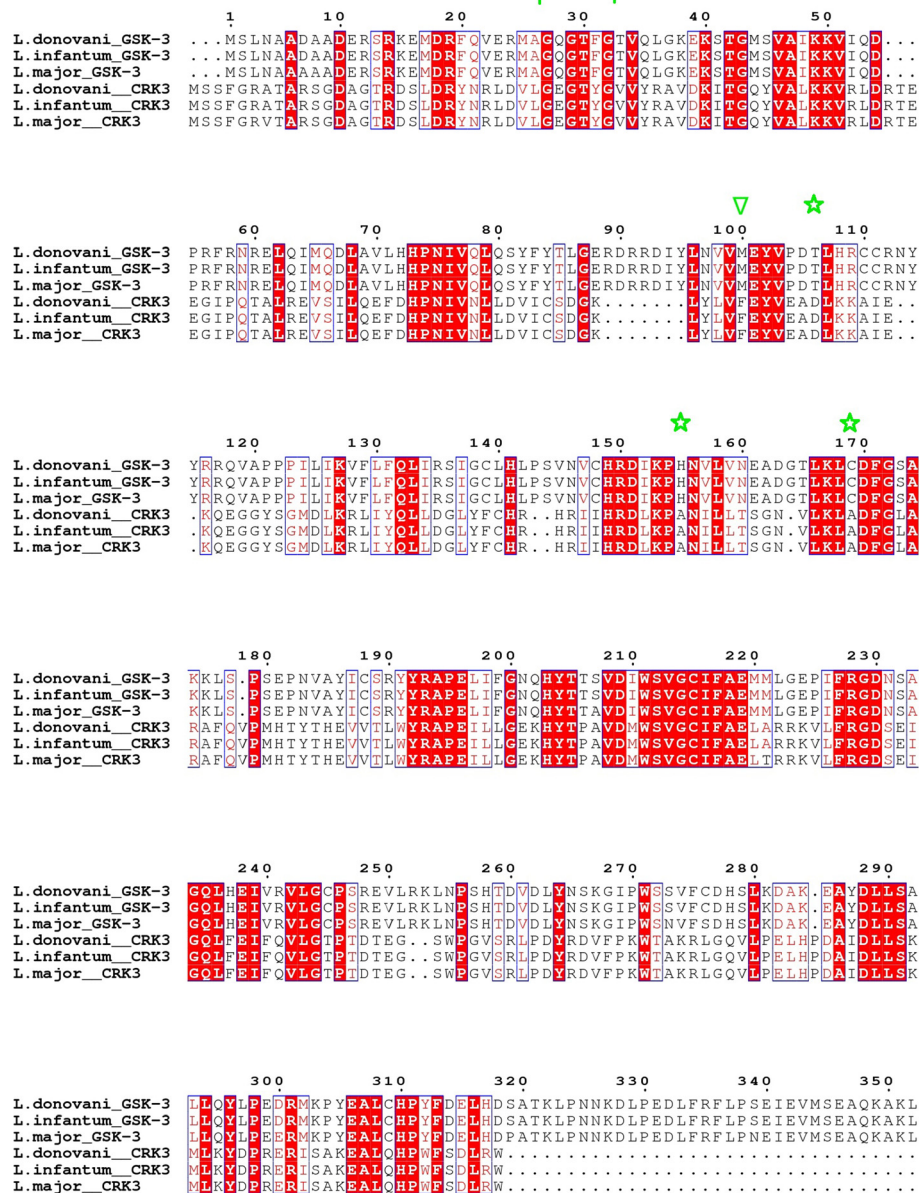 1 10 20 30 40 50
L.donovani_GSK-3 ...MSLNAADAADERSRKEMDRFQVERMAGQGTFGTVQLGKEKSTGMSVAIKKVIQD...
L.infantum_GSK-3 ...MSLNAADAADERSRKEMDRFQVERMAGQGTFGTVQLGKEKSTGMSVAIKKVIQD...
L.major_GSK-3 ...MSLNAAAAADERSRKEMDRFQVERMAGQGTFGTVQLGKEKSTGMSVAIKKVIQD...
L.donovani_CRK3 MSSFGRATARSGDAGTRDSLDRYNRLDVLGEGTYGVVYRAVDKITGQYVALKKVRLDRTE
L.infantum__CRK3 MSSFGRATARSGDAGTRDSLDRYNRLDVLGEGTYGVVYRAVDKITGQYVALKKVRLDRTE
L.major__CRK3 MSSFGRVTARSGDAGTRDSLDRYNRLDVLGEGTYGVVYRAVDKITGQYVALKKVRLDRTE
60 70 80 90 100 110
L.donovani_GSK-3 PRFRNRELQIMQDLAVLHHPNIVQLQSYFYTLGERDRRDIYLNVVMEYVPDTLHRCCRNY
L.infantum_GSK-3 PRFRNRELQIMQDLAVLHHPNIVQLQSYFYTLGERDRRDIYLNVVMEYVPDTLHRCCRNY
L.major_GSK-3 PRFRNRELQIMQDLAVLHHPNIVQLQSYFYTLGERDRRDIYLNVVMEYVPDTLHRCCRNY
L.donovani_CRK3 EGIPQTALREVSILQEFDHPNIVNLLDVICSDGK.......LYLVFEYVEADLKKAIE..
L.infantum__CRK3 EGIPQTALREVSILQEFDHPNIVNLLDVICSDGK.......LYLVFEYVEADLKKAIE..
L.major__CRK3 EGIPQTALREVSILQEFDHPNIVNLLDVICSDGK.......LYLVFEYVEADLKKAIE..
120 130 140 150 160 170
L.donovani_GSK-3 YRRQVAPPPILIKVFLFQLIRSIGCLHLPSVNVCHRDIKPHNVLVNEADGTLKLCDFGSA
L.infantum_GSK-3 YRRQVAPPPILIKVFLFQLIRSIGCLHLPSVNVCHRDIKPHNVLVNEADGTLKLCDFGSA
L.major_GSK-3 YRRQVAPPPILIKVFLFQLIRSIGCLHLPSVNVCHRDIKPHNVLVNEADGTLKLCDFGSA
L.donovani_CRK3 .KQEGGYSGMDLKRLIYQLLDGLYFCHR..HRIIHRDLKPANILLTSGN.VLKLADFGLA
L.infantum__CRK3 .KQEGGYSGMDLKRLIYQLLDGLYFCHR..HRIIHRDLKPANILLTSGN.VLKLADFGLA
L.major__CRK3 .KQEGGYSGMDLKRLIYQLLDGLYFCHR..HRIIHRDLKPANILLTSGN.VLKLADFGLA
180 190 200 210 220 230
L.donovani_GSK-3 KKLS.PSEPNVAYICSRYYRAPELIFGNQHYTTSVDIWSVGCIFAEMMLGEPIFRGDNSA
L.infantum_GSK-3 KKLS.PSEPNVAYICSRYYRAPELIFGNQHYTTSVDIWSVGCIFAEMMLGEPIFRGDNSA
L.major_GSK-3 KKLS.PSEPNVAYICSRYYRAPELIFGNQHYTTAVDIWSVGCIFAEMMLGEPIFRGDNSA
L.donovani_CRK3 RAFQVPMHTYTHEVVTLWYRAPEILLGEKHYTPAVDMWSVGCIFAELARRKVLFRGDSEI
L.infantum__CRK3 RAFQVPMHTYTHEVVTLWYRAPEILLGEKHYTPAVDMWSVGCIFAELARRKVLFRGDSEI
L.major__CRK3 RAFQVPMHTYTHEVVTLWYRAPEILLGEKHYTPAVDMWSVGCIFAELTRRKVLFRGDSEI
240 250 260 270 280 290
L.donovani_GSK-3 GQLHEIVRVLGCPSREVLRKLNPSHTDVDLYNSKGIPWSSVFCDHSLKDAK.EAYDLLSA
L.infantum_GSK-3 GQLHEIVRVLGCPSREVLRKLNPSHTDVDLYNSKGIPWSSVFCDHSLKDAK.EAYDLLSA
L.major_GSK-3 GQLHEIVRVLGCPSREVLRKLNPSHTDVDLYNSKGIPWSNVFSDHSLKDAK.EAYDLLSA
L.donovani_CRK3 GQLFEIFQVLGTPTDTEG..SWPGVSRLPDYRDVFPKWTAKRLGQVLPELHPDAIDLLSK
L.infantum__CRK3 GQLFEIFQVLGTPTDTEG..SWPGVSRLPDYRDVFPKWTAKRLGQVLPELHPDAIDLLSK
L.major__CRK3 GQLFEIFQVLGTPTDTEG..SWPGVSRLPDYRDVFPKWTAKRLGQVLPELHPDAIDLLSK
300 310 320 330 340 350
L.donovani_GSK-3 LLQYLPEDRMKPYEALCHPYFDELHDSATKLPNNKDLPEDLFRFLPSEIEVMSEAQKAKL
L.infantum_GSK-3 LLQYLPEDRMKPYEALCHPYFDELHDSATKLPNNKDLPEDLFRFLPSEIEVMSEAQKAKL
L.major_GSK-3 LLQYLPEERMKPYEALCHPYFDELHDPATKLPNNKDLPEDLFRFLPNEIEVMSEAQKAKL
L.donovani_CRK3 MLKYDPRERISAKEALQHPWFSDLRW..................................
L.infantum__CRK3 MLKYDPRERISAKEALQHPWFSDLRW..................................
L.major__CRK3 MLKYDPRERISAKEALQHPWFSDLRW..................................